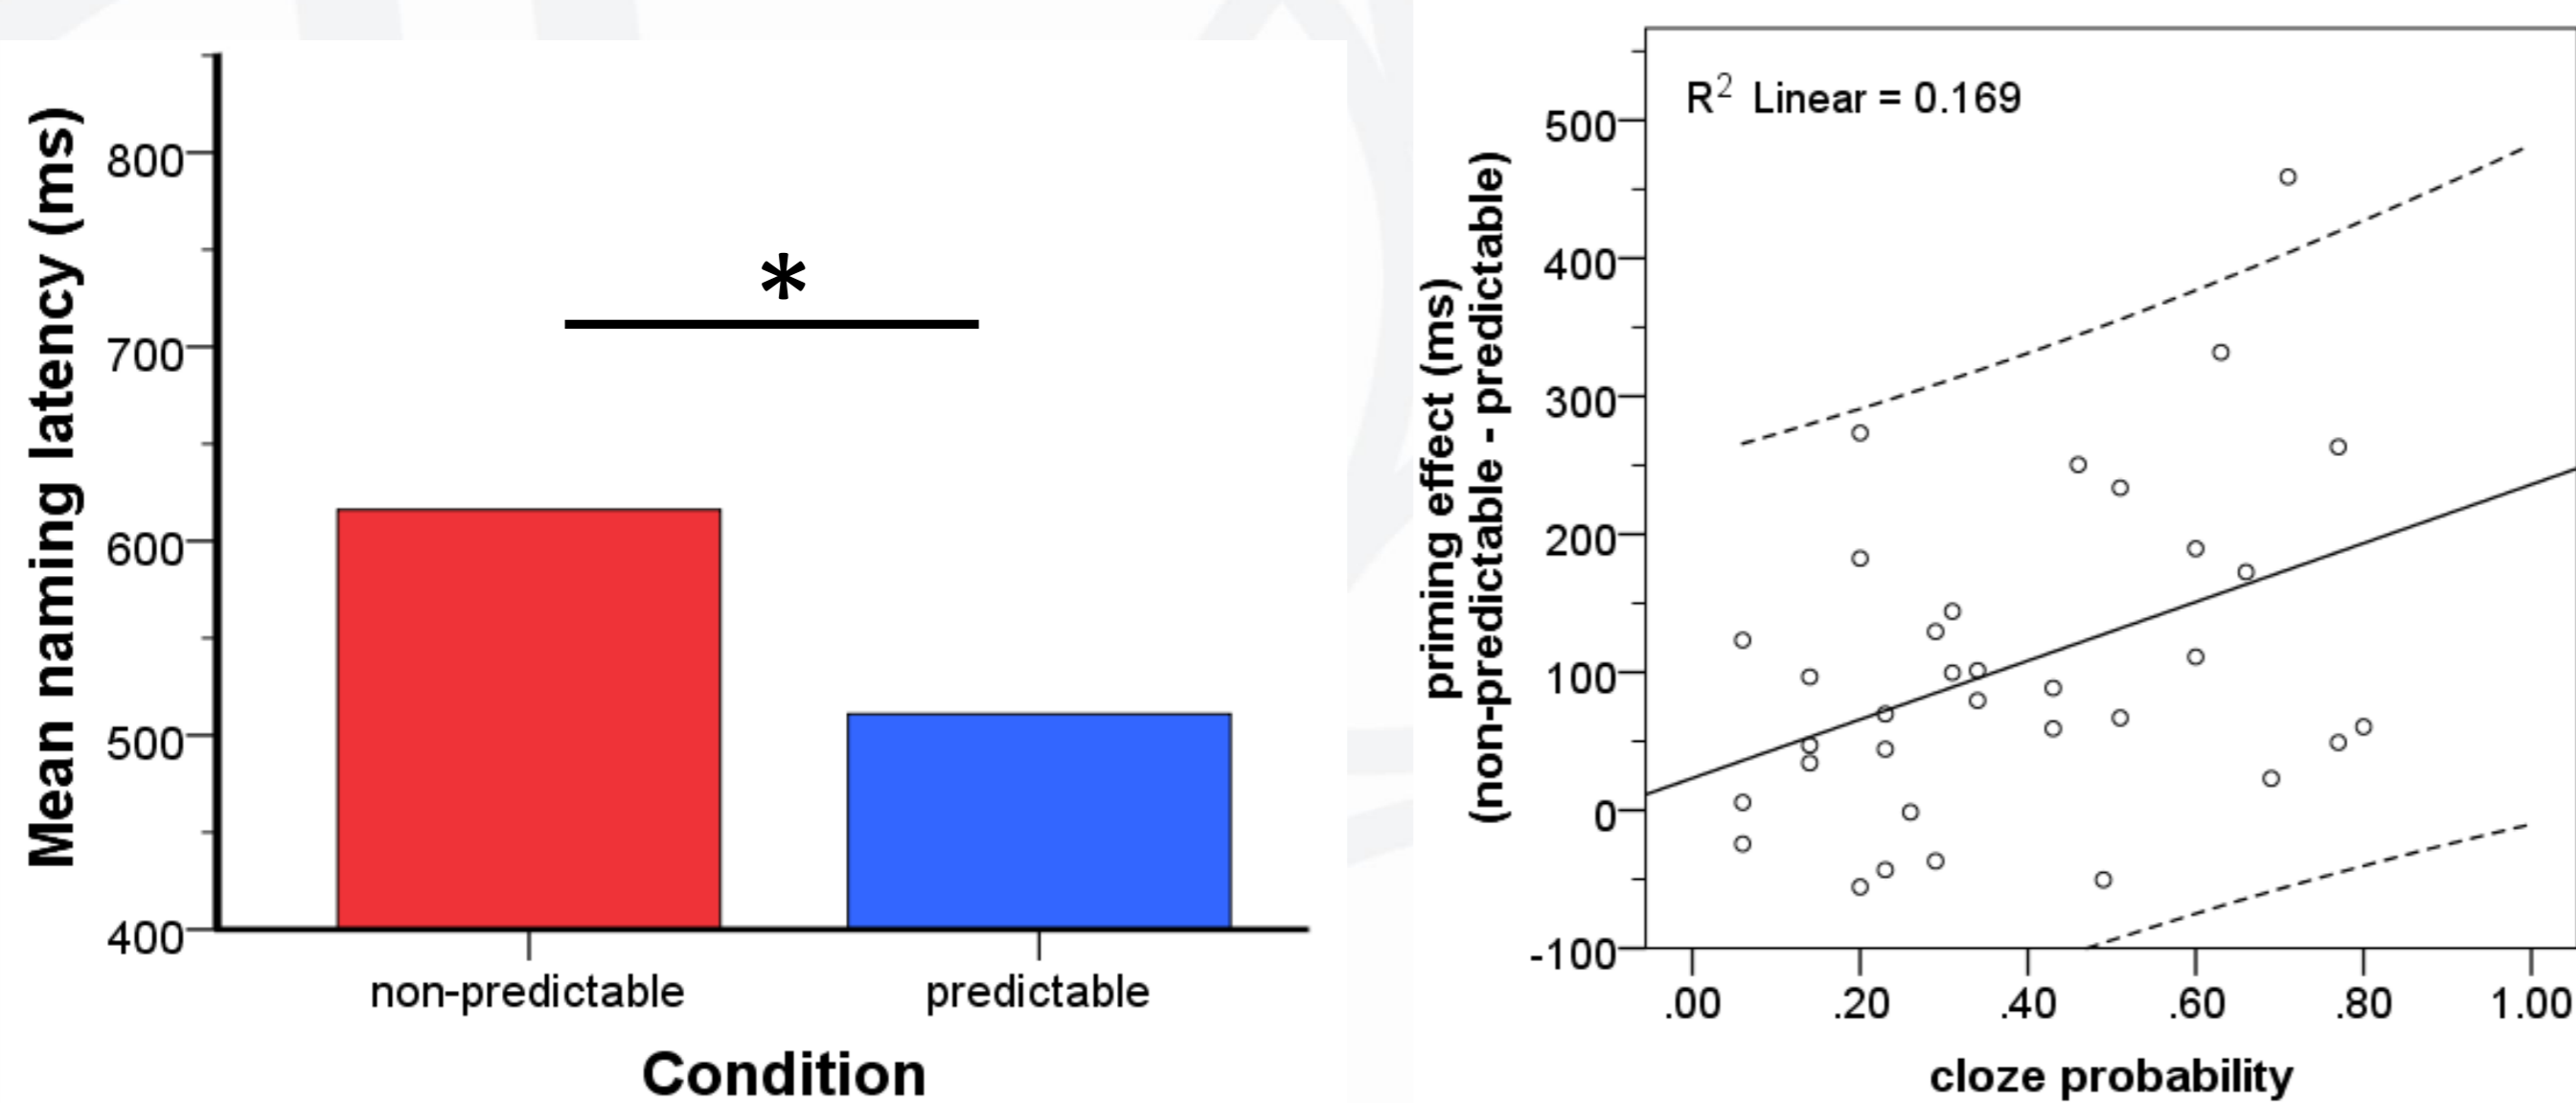 Mean naming latency (ms)
800
700
600
500
400
*
non-predictable
predictable
Condition
R² Linear = 0.169
priming effect (ms)
(non-predictable - predictable)
500
400
300
200
100
0
-100
.00 .20 .40 .60 .80 1.00
cloze probability